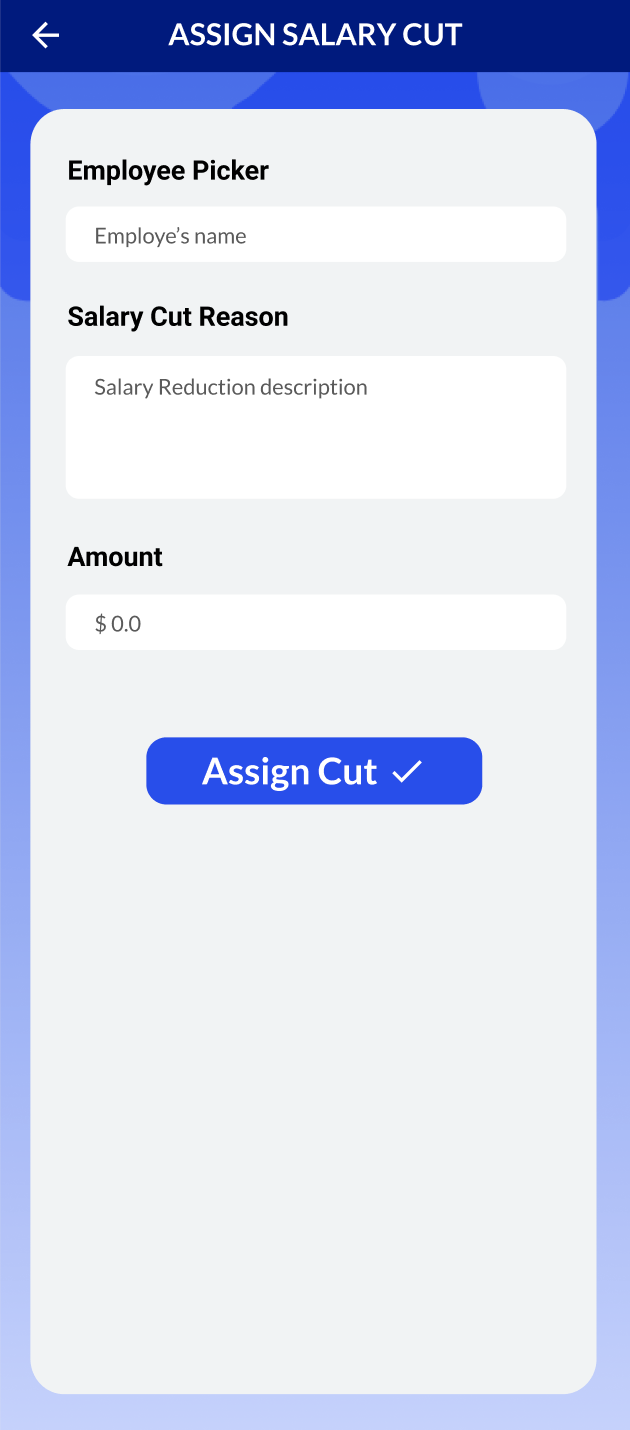 ASSIGN SALARY CUT
Employee Picker
Employe’s name
Salary Cut Reason
Salary Reduction description
Amount
$ 0.0
Assign Cut